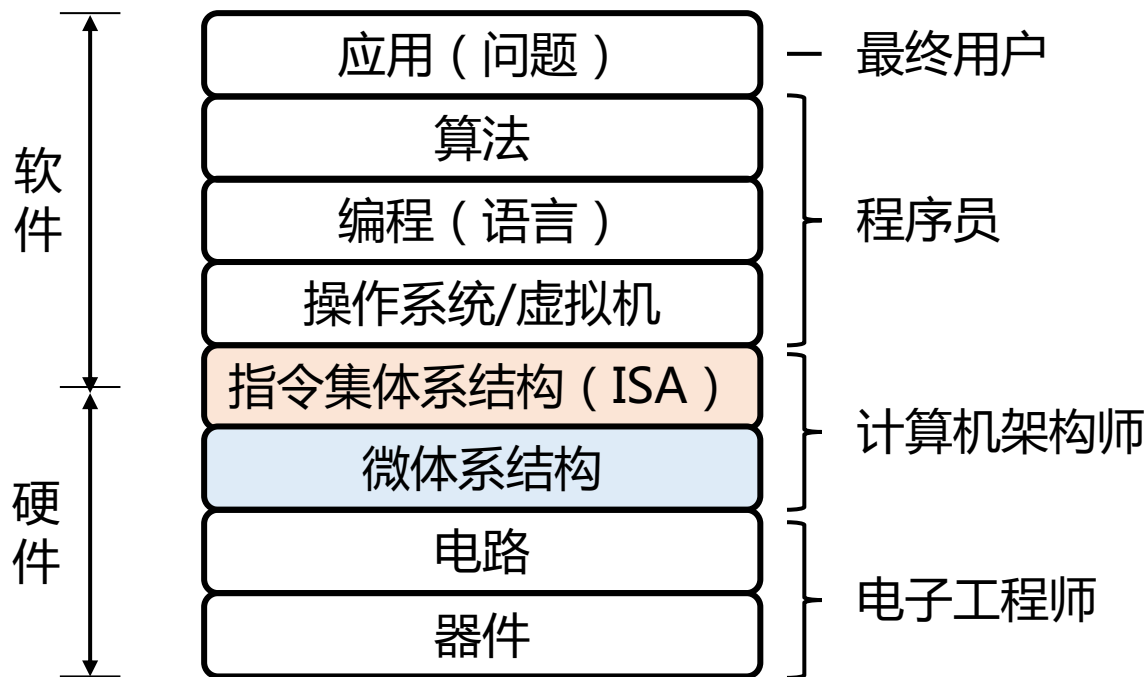 应用（问题）
最终用户
算法
编程（语言）
操作系统/虚拟机
程序员
指令集体系结构（ISA）
微体系结构
计算机架构师
电路
器件
电子工程师
软件
硬件